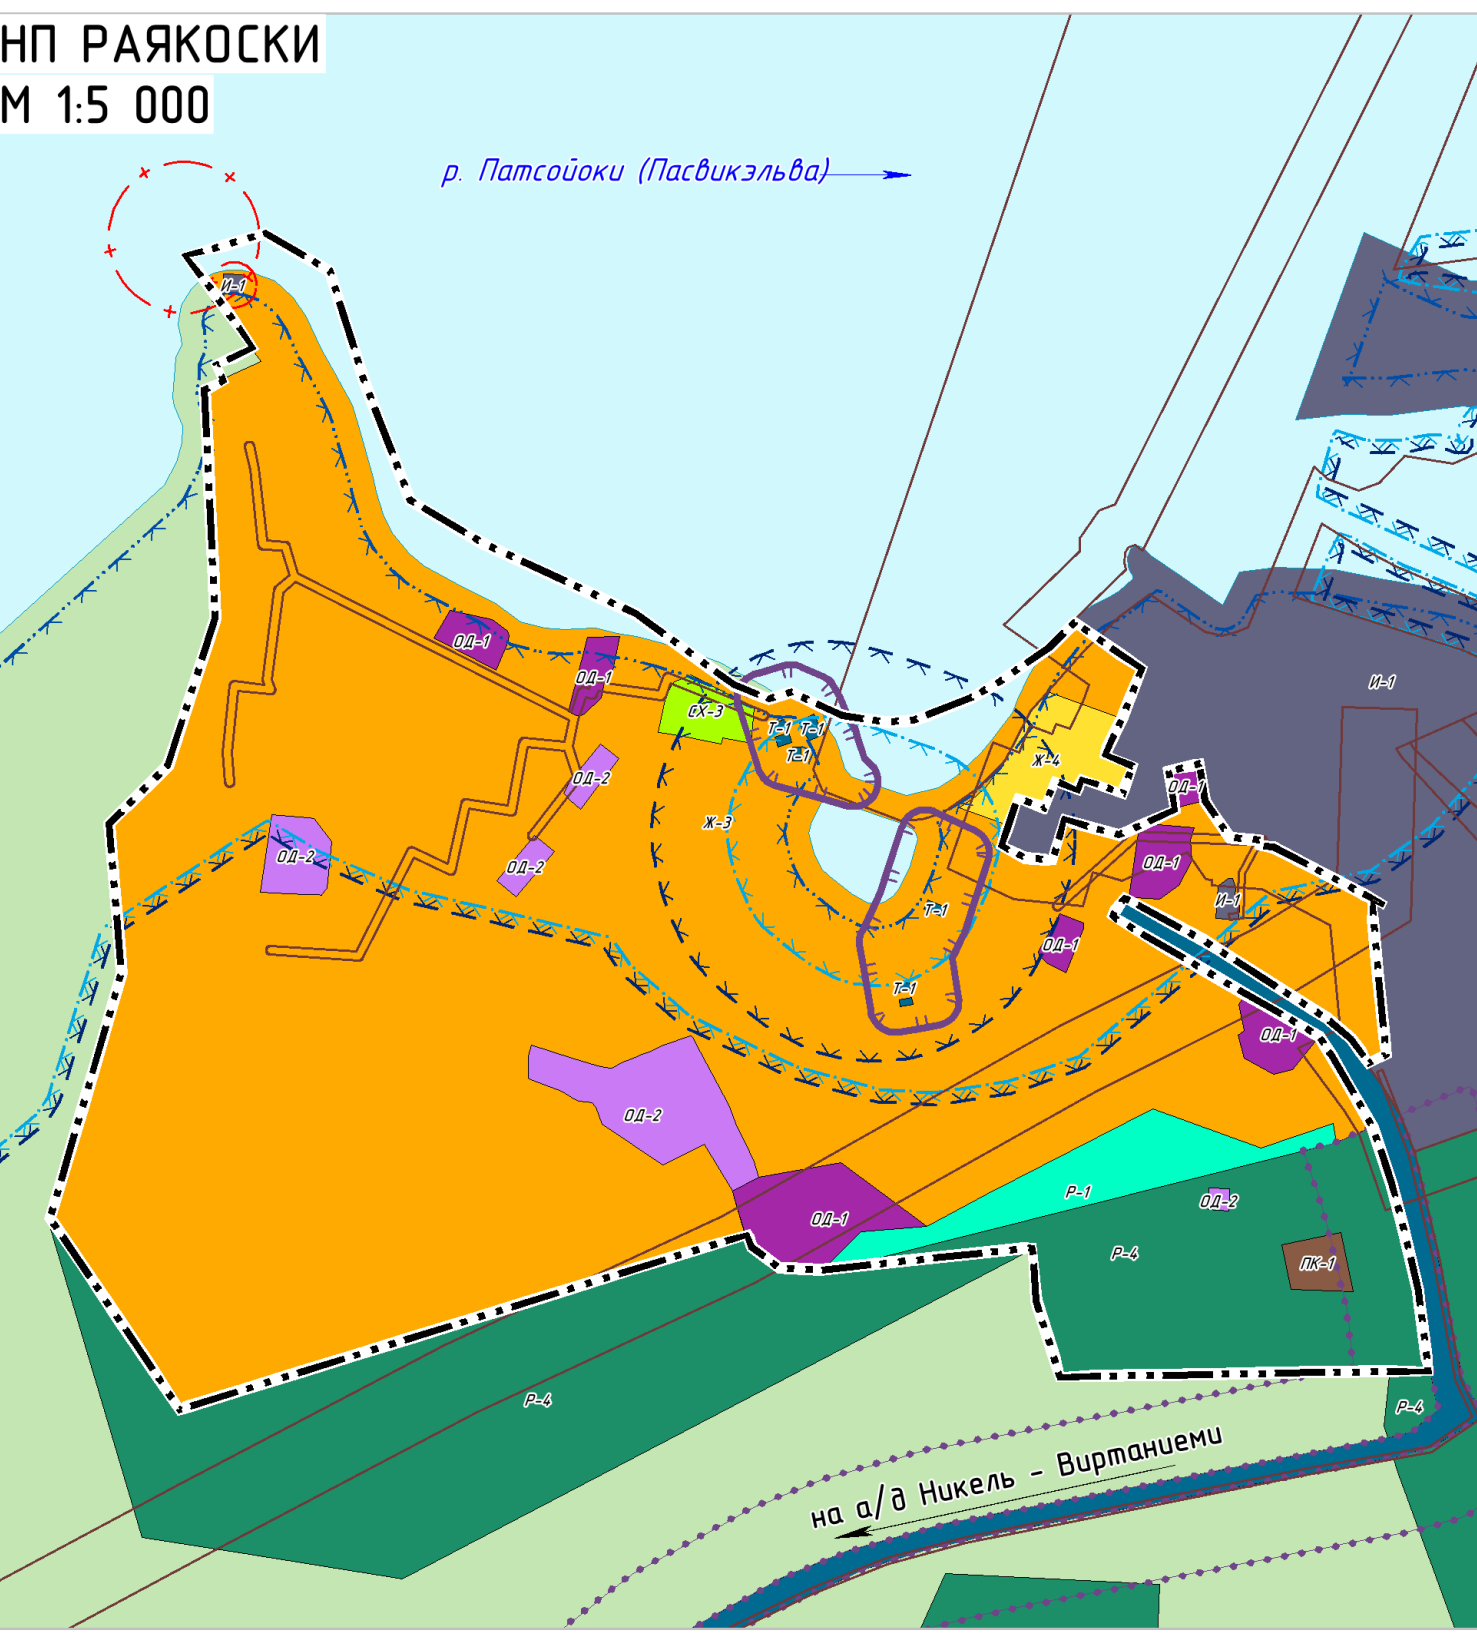 НП РАЯКОСКИ
М 1:5 000
р. Патсойоки (Пасвикэльва)
И-1
ОД-1
ОД-1
И-1
СХ-3
Т-1
Т-1
Т-1
Ж-4
ОД-2
ОД-1
Ж-3
ОД-2
ОД-2
ОД-1
И-1
Т-1
ОД-1
Т-1
ОД-1
ОД-2
Р-1
ОД-2
ОД-1
Р-4
ПК-1
Р-4
Р-4
на а/д Никель - Виртаниеми